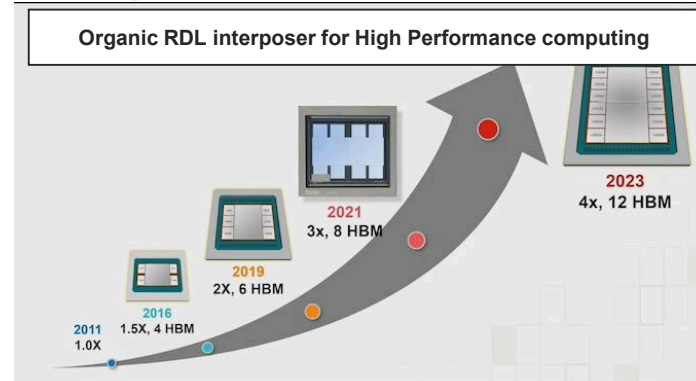 Organic RDL interposer for High Performance computing
2023
4x, 12 HBM
2021
3x, 8 HBM
2019
2X, 6 HBM
2016
1.5X, 4 HBM
2011
1.0X